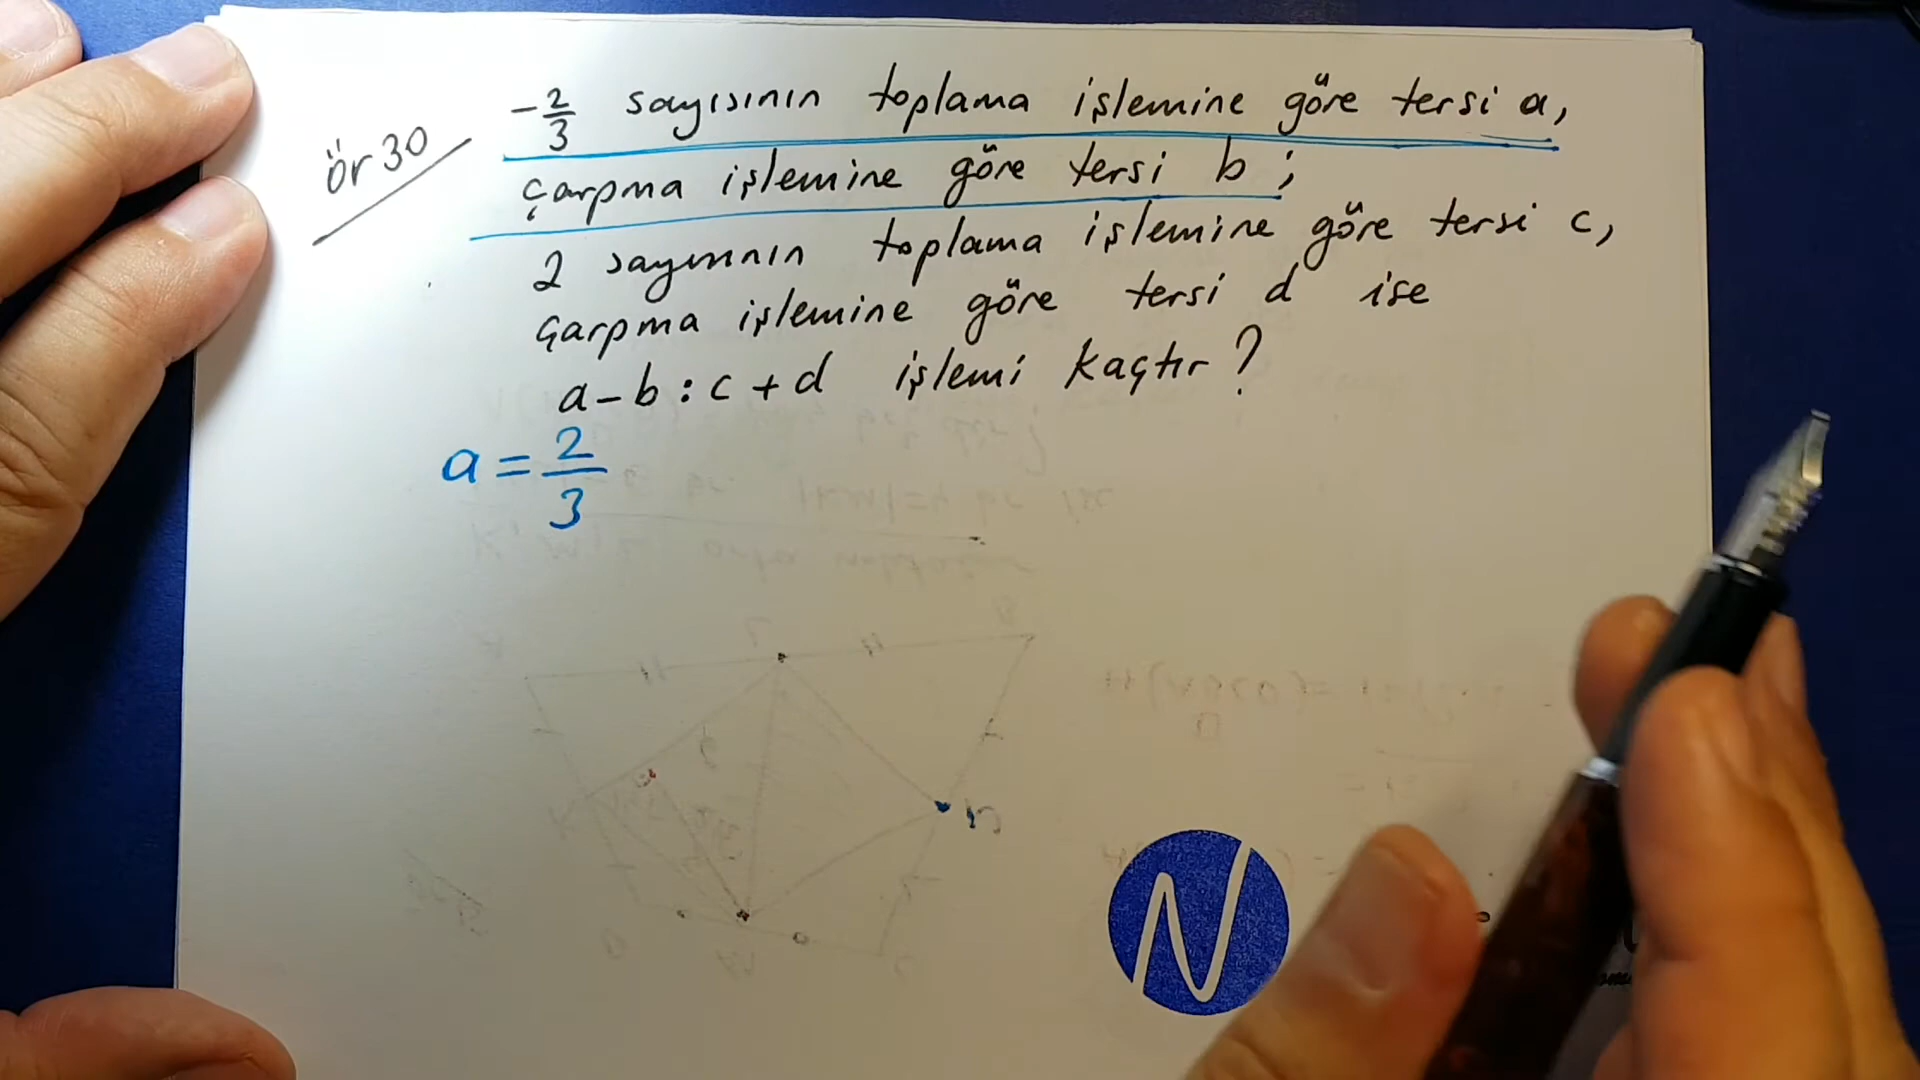 ör 30
-2/3 sayısının toplama işlemine göre tersi a,
çarpma işlemine göre tersi b;
2 sayısının toplama işlemine göre tersi c,
çarpma işlemine göre tersi d ise
a-b:c+d işlemi kaçtır?
a=2/3
N